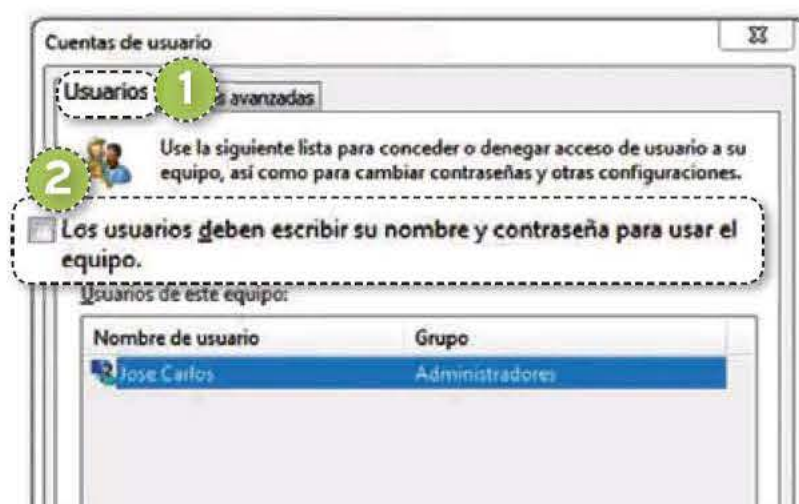 Cuentas de usuario
Usuarios 1 avanzadas
Use la siguiente lista para conceder o denegar acceso de usuario a su
equipo, así como para cambiar contraseñas y otras configuraciones.
2
Los usuarios deben escribir su nombre y contraseña para usar el
equipo.
Usuarios de este equipo:
Nombre de usuario Grupo
Jose Carlos Administradores